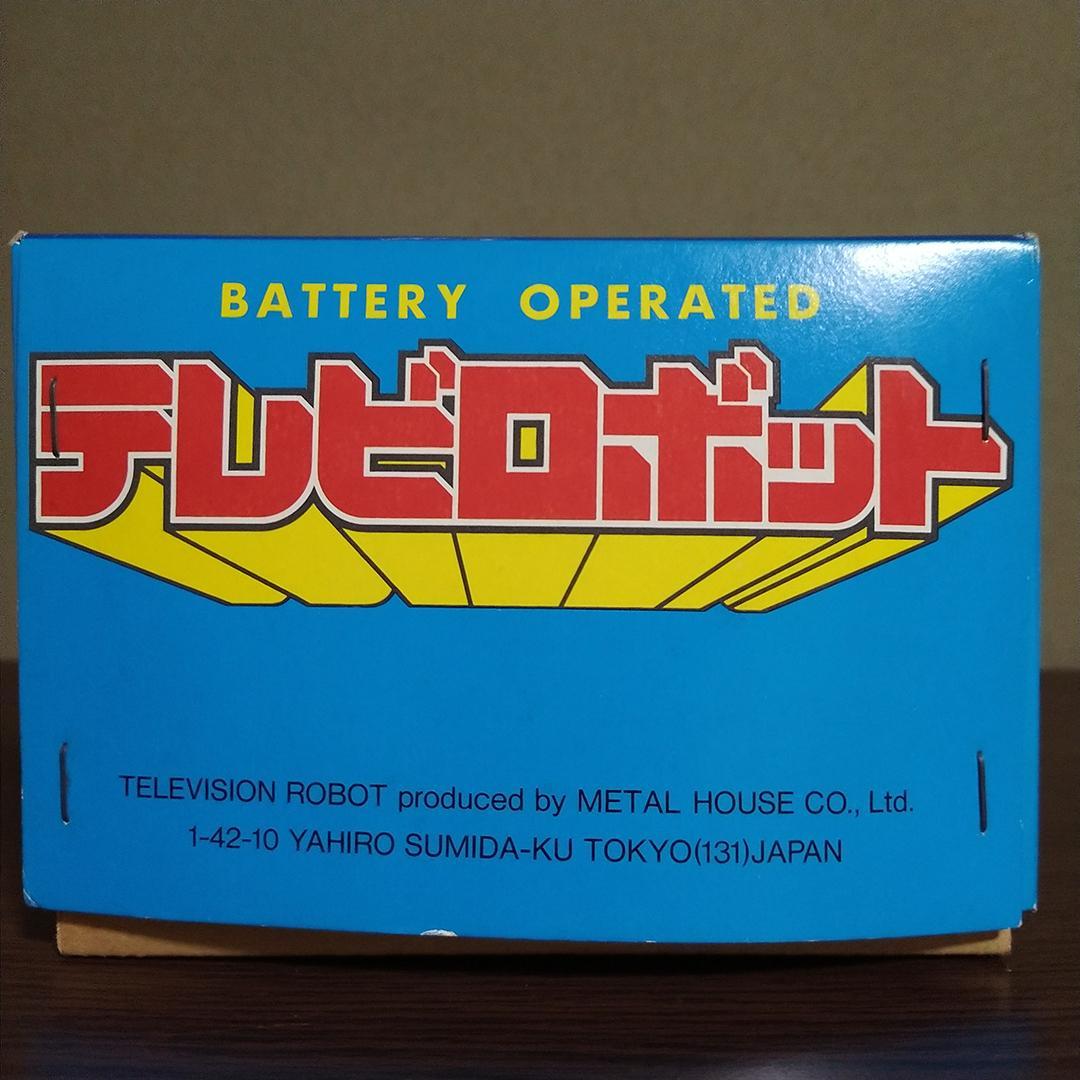 BATTERY OPERATED
テレビロボット
TELEVISION ROBOT produced by METAL HOUSE CO., Ltd.
1-42-10 YAHIRO SUMIDA-KU TOKYO(131)JAPAN